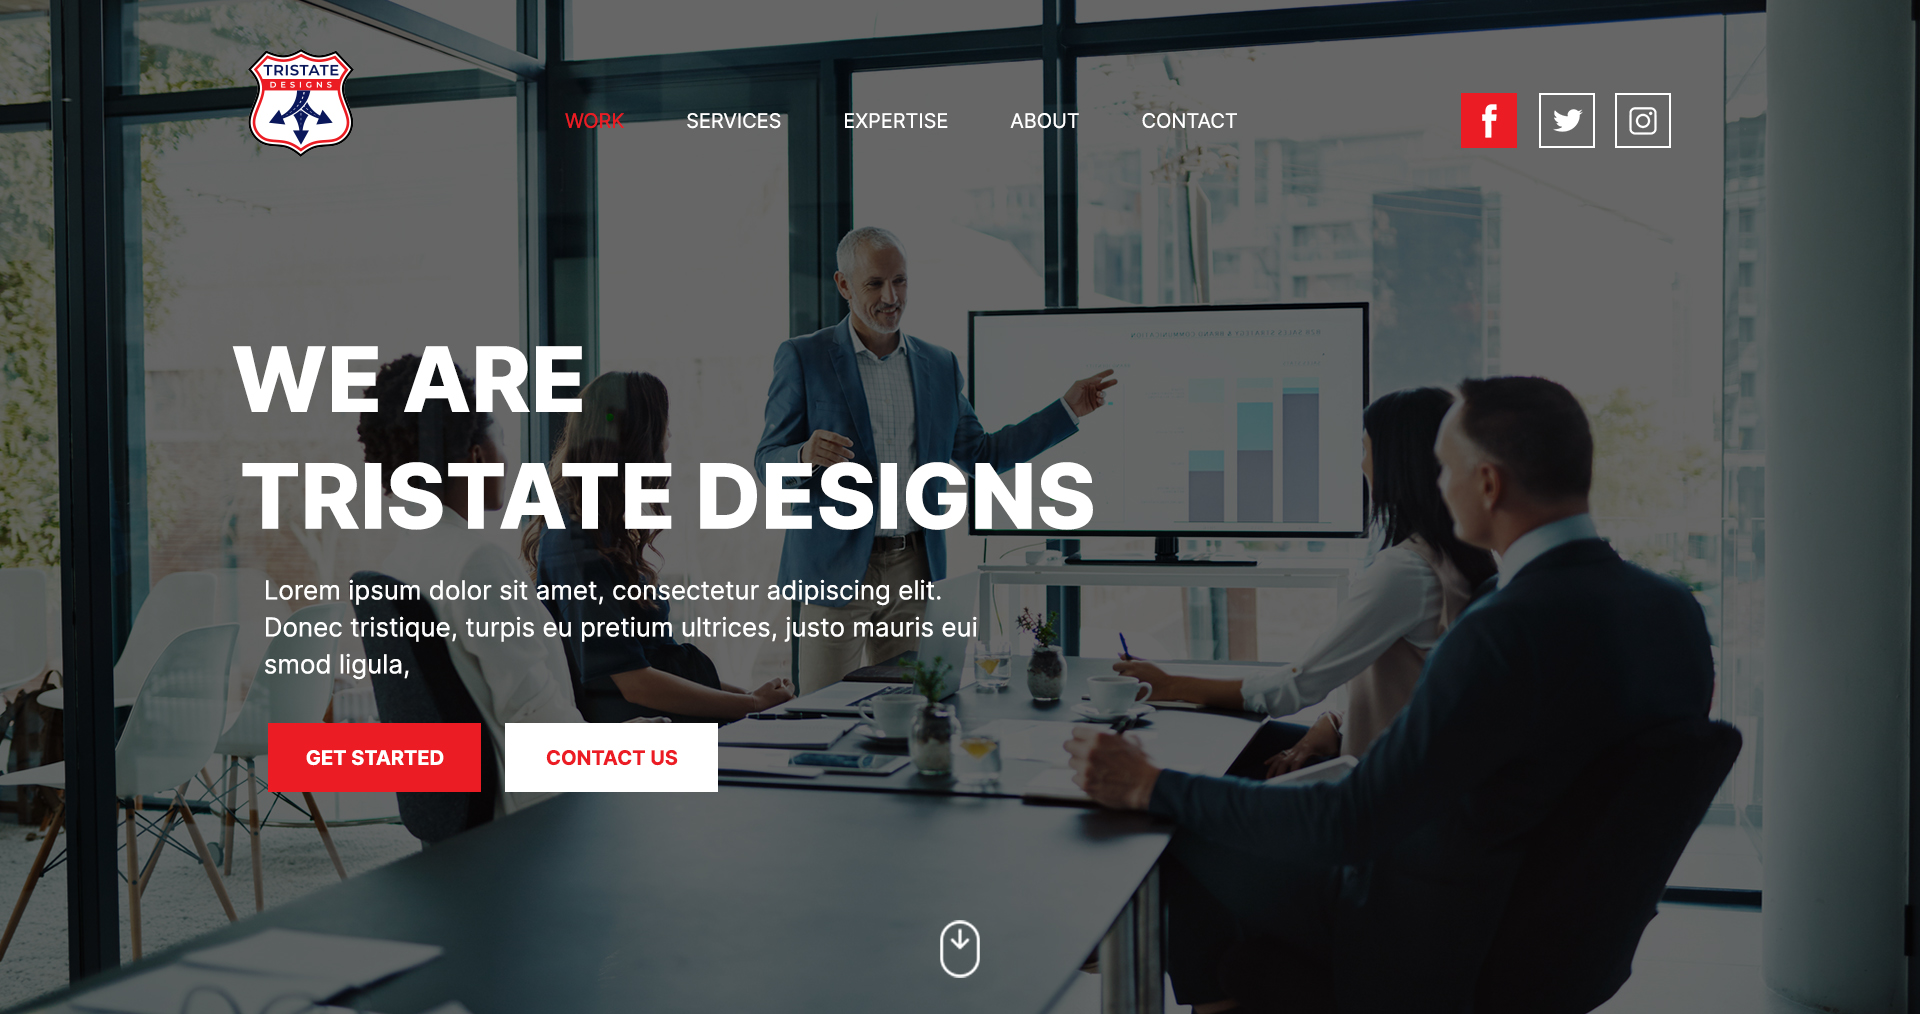 TRISTATE
DESIGNS
WORK
SERVICES
EXPERTISE
ABOUT
CONTACT
WE ARE
TRISTATE DESIGNS
Lorem ipsum dolor sit amet, consectetur adipiscing elit.
Donec tristique, turpis eu pretium ultrices, justo mauris eui
smod ligula,
GET STARTED
CONTACT US